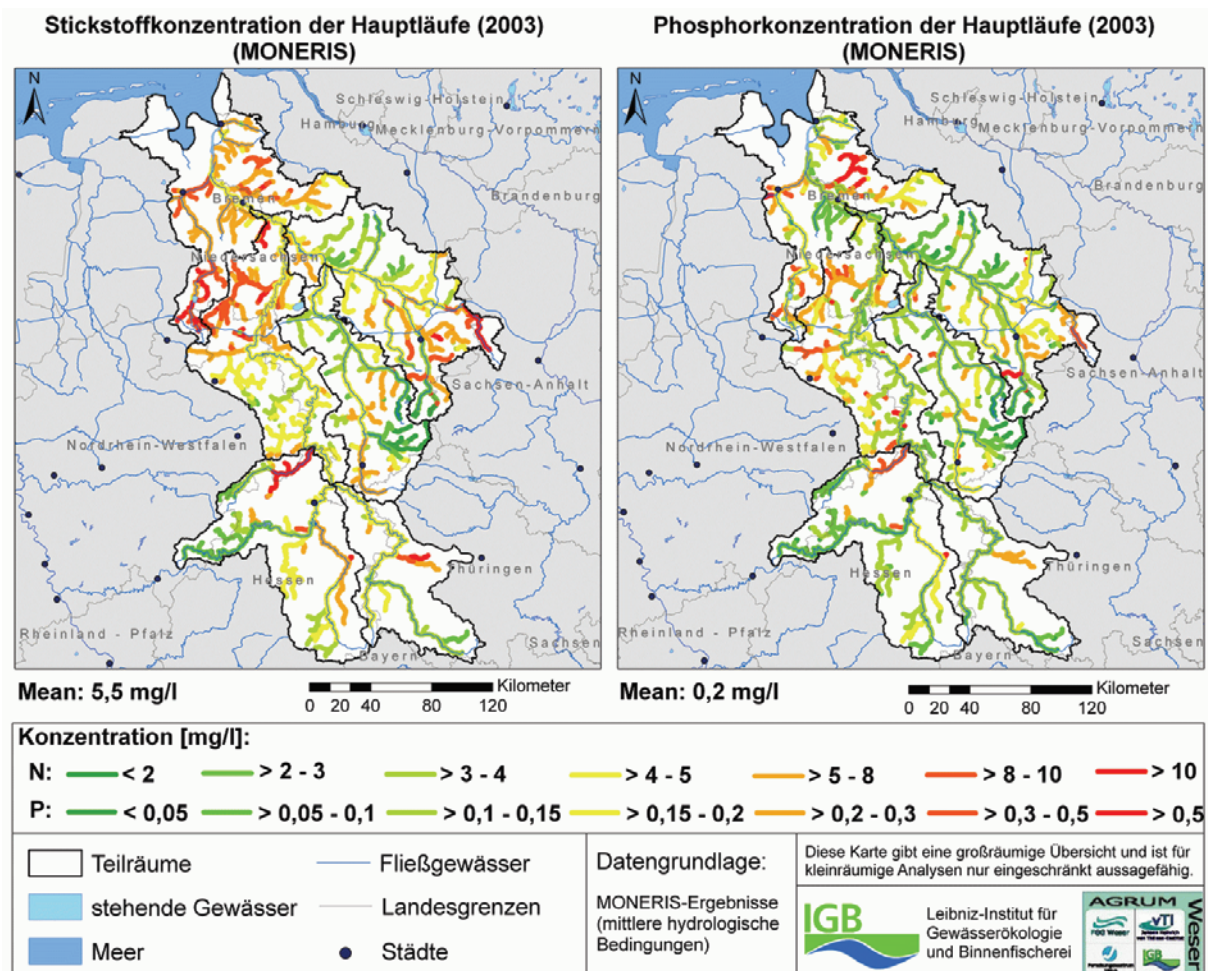 Stickstoffkonzentration der Hauptläufe (2003)
(MONERIS)
N
Schleswig-Holstein
Hamburg
Mecklenburg-Vorpommern
Brandenburg
Bremen
Niedersachsen
Sachsen-Anhalt
Nordrhein-Westfalen
Hessen
Thüringen
Rheinland - Pfalz
Sachsen
Bayern
Mean: 5,5 mg/l
Kilometer
0 20 40 80 120
Phosphorkonzentration der Hauptläufe (2003)
(MONERIS)
N
Schleswig-Holstein
Hamburg
Mecklenburg-Vorpommern
Brandenburg
Bremen
Niedersachsen
Sachsen-Anhalt
Nordrhein-Westfalen
Hessen
Thüringen
Rheinland - Pfalz
Sachsen
Bayern
Mean: 0,2 mg/l
Kilometer
0 20 40 80 120
Konzentration [mg/l]:
N: < 2 > 2 - 3 > 3 - 4 > 4 - 5 > 5 - 8 > 8 - 10 > 10
P: < 0,05 > 0,05 - 0,1 > 0,1 - 0,15 > 0,15 - 0,2 > 0,2 - 0,3 > 0,3 - 0,5 > 0,5
Teilräume
stehende Gewässer
Meer
Fließgewässer
Landesgrenzen
Städte
Datengrundlage:
MONERIS-Ergebnisse
(mittlere hydrologische
Bedingungen)
Diese Karte gibt eine großräumige Übersicht und ist für
kleinräumige Analysen nur eingeschränkt aussagefähig.
IGB
Leibniz-Institut für
Gewässerökologie
und Binnenfischerei
AGRUM
Weser
FGG Weser
vTI
IGB